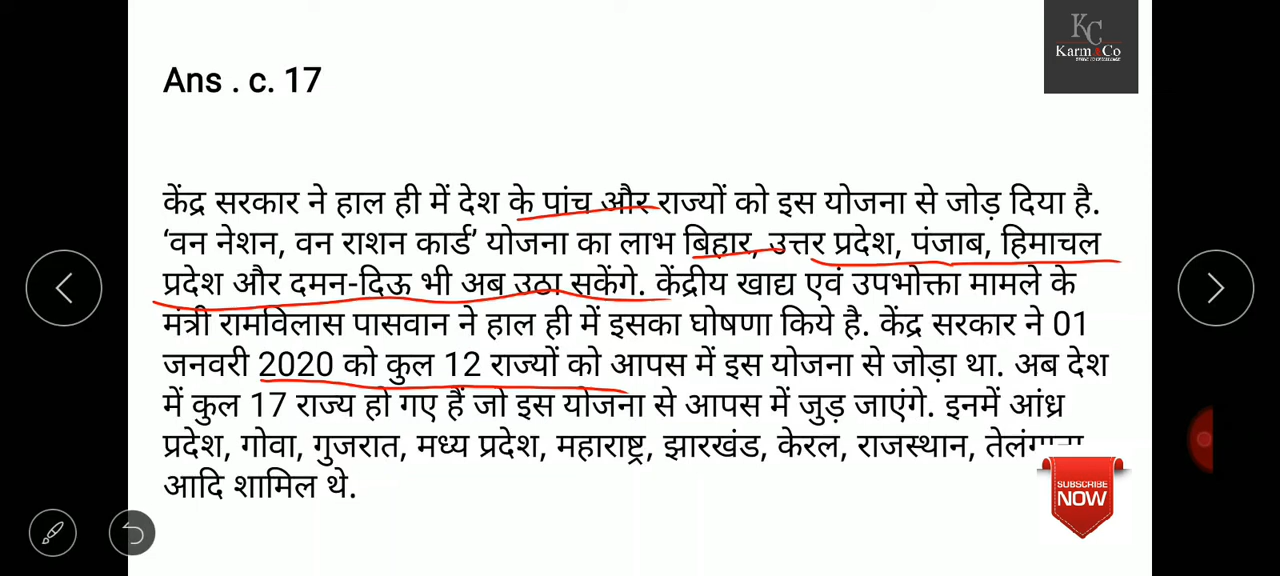 KC
Karm&Co
Ans . c. 17
केंद्र सरकार ने हाल ही में देश के पांच और राज्यों को इस योजना से जोड़ दिया है.
‘वन नेशन, वन राशन कार्ड’ योजना का लाभ बिहार, उत्तर प्रदेश, पंजाब, हिमाचल
प्रदेश और दमन-दिऊ भी अब उठा सकेंगे. केंद्रीय खाद्य एवं उपभोक्ता मामले के
मंत्री रामविलास पासवान ने हाल ही में इसका घोषणा किये है. केंद्र सरकार ने 01
जनवरी 2020 को कुल 12 राज्यों को आपस में इस योजना से जोड़ा था. अब देश
में कुल 17 राज्य हो गए हैं जो इस योजना से आपस में जुड़ जाएंगे. इनमें आंध्र
प्रदेश, गोवा, गुजरात, मध्य प्रदेश, महाराष्ट्र, झारखंड, केरल, राजस्थान, तेलंगाना
आदि शामिल थे.
SUBSCRIBE
NOW